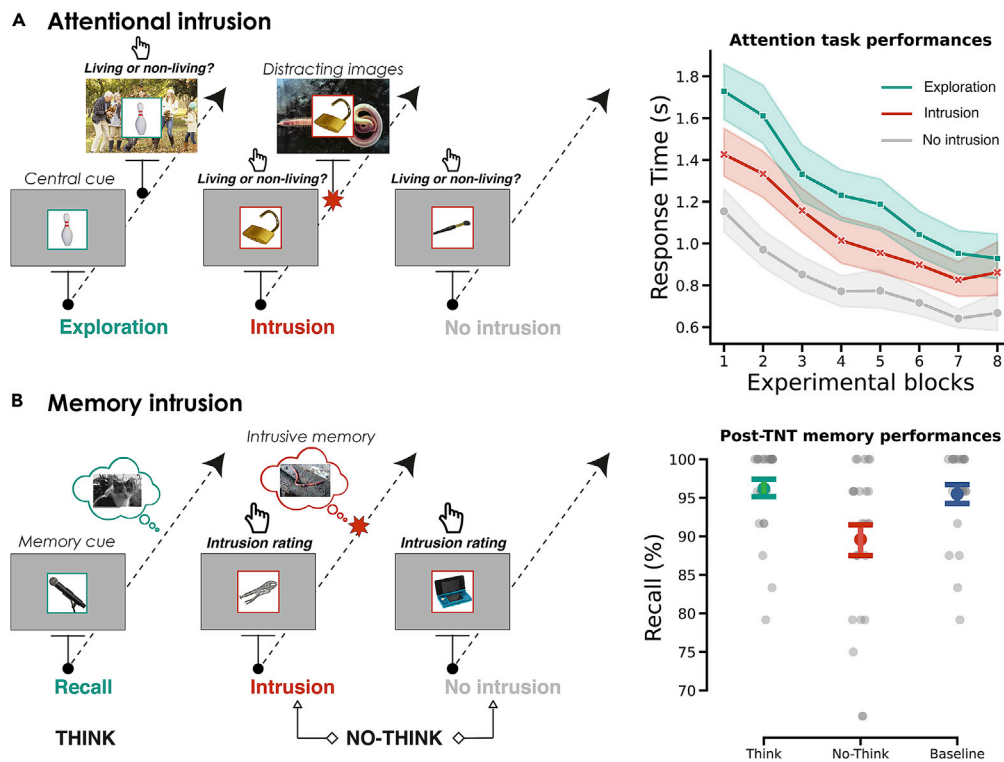 A Attentional intrusion
Living or non-living?
Distracting images
Central cue
Living or non-living?
Living or non-living?
Exploration
Intrusion
No intrusion
Attention task performances
Response Time (s)
1.8
1.6
1.4
1.2
1.0
0.8
0.6
Exploration
Intrusion
No intrusion
1 2 3 4 5 6 7 8
Experimental blocks
B Memory intrusion
Intrusive memory
Memory cue
Intrusion rating
Intrusion rating
Recall
Intrusion
No intrusion
THINK
NO-THINK
Post-TNT memory performances
Recall (%)
100
95
90
85
80
75
70
Think
No-Think
Baseline